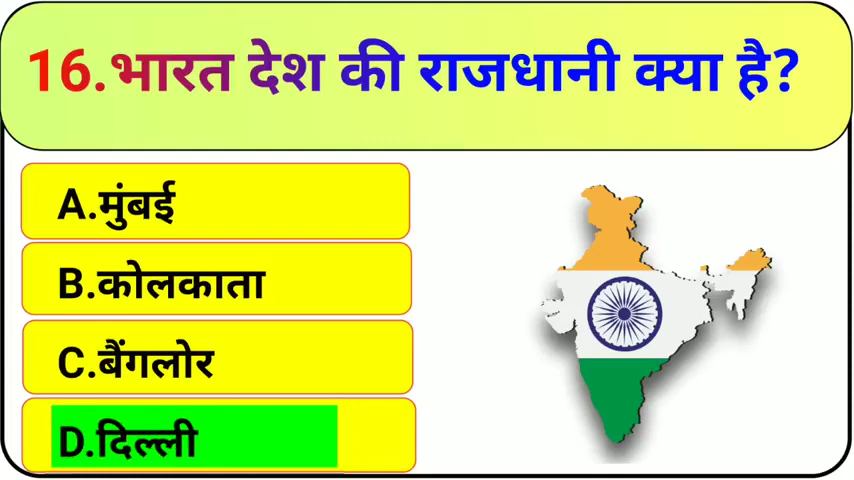 16.भारत देश की राजधानी क्या है?
A.मुंबई
B.कोलकाता
C.बैंगलोर
D.दिल्ली